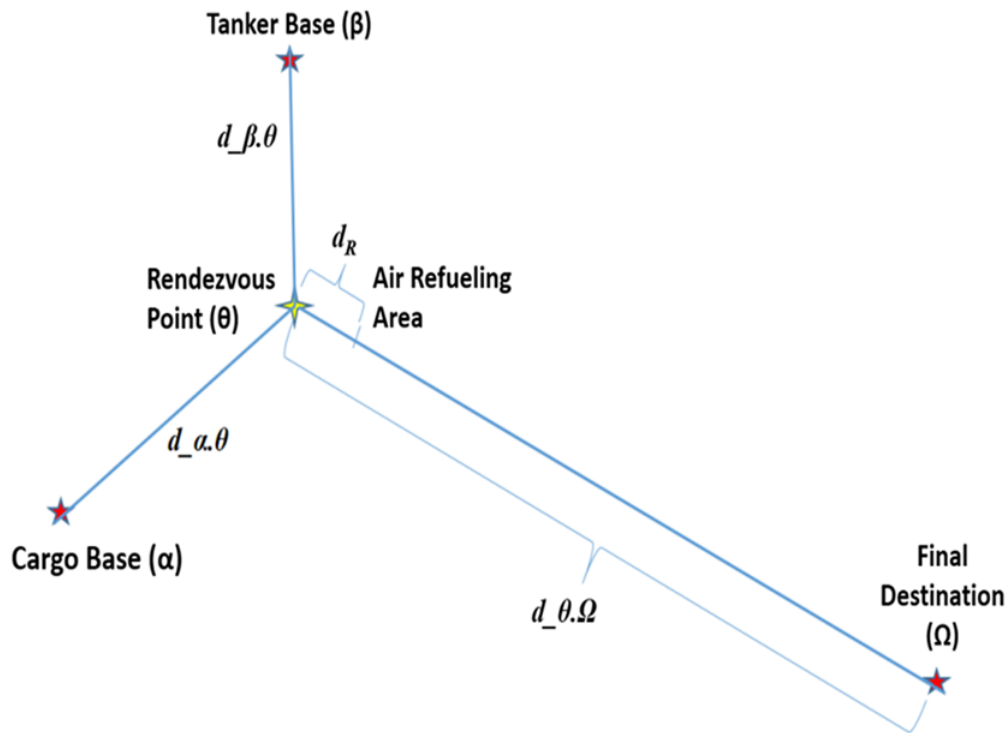 Tanker Base (β)
d_β.θ
d_R
Rendezvous
Point (θ)
Air Refueling
Area
d_α.θ
Cargo Base (α)
d_θ.Ω
Final
Destination
(Ω)